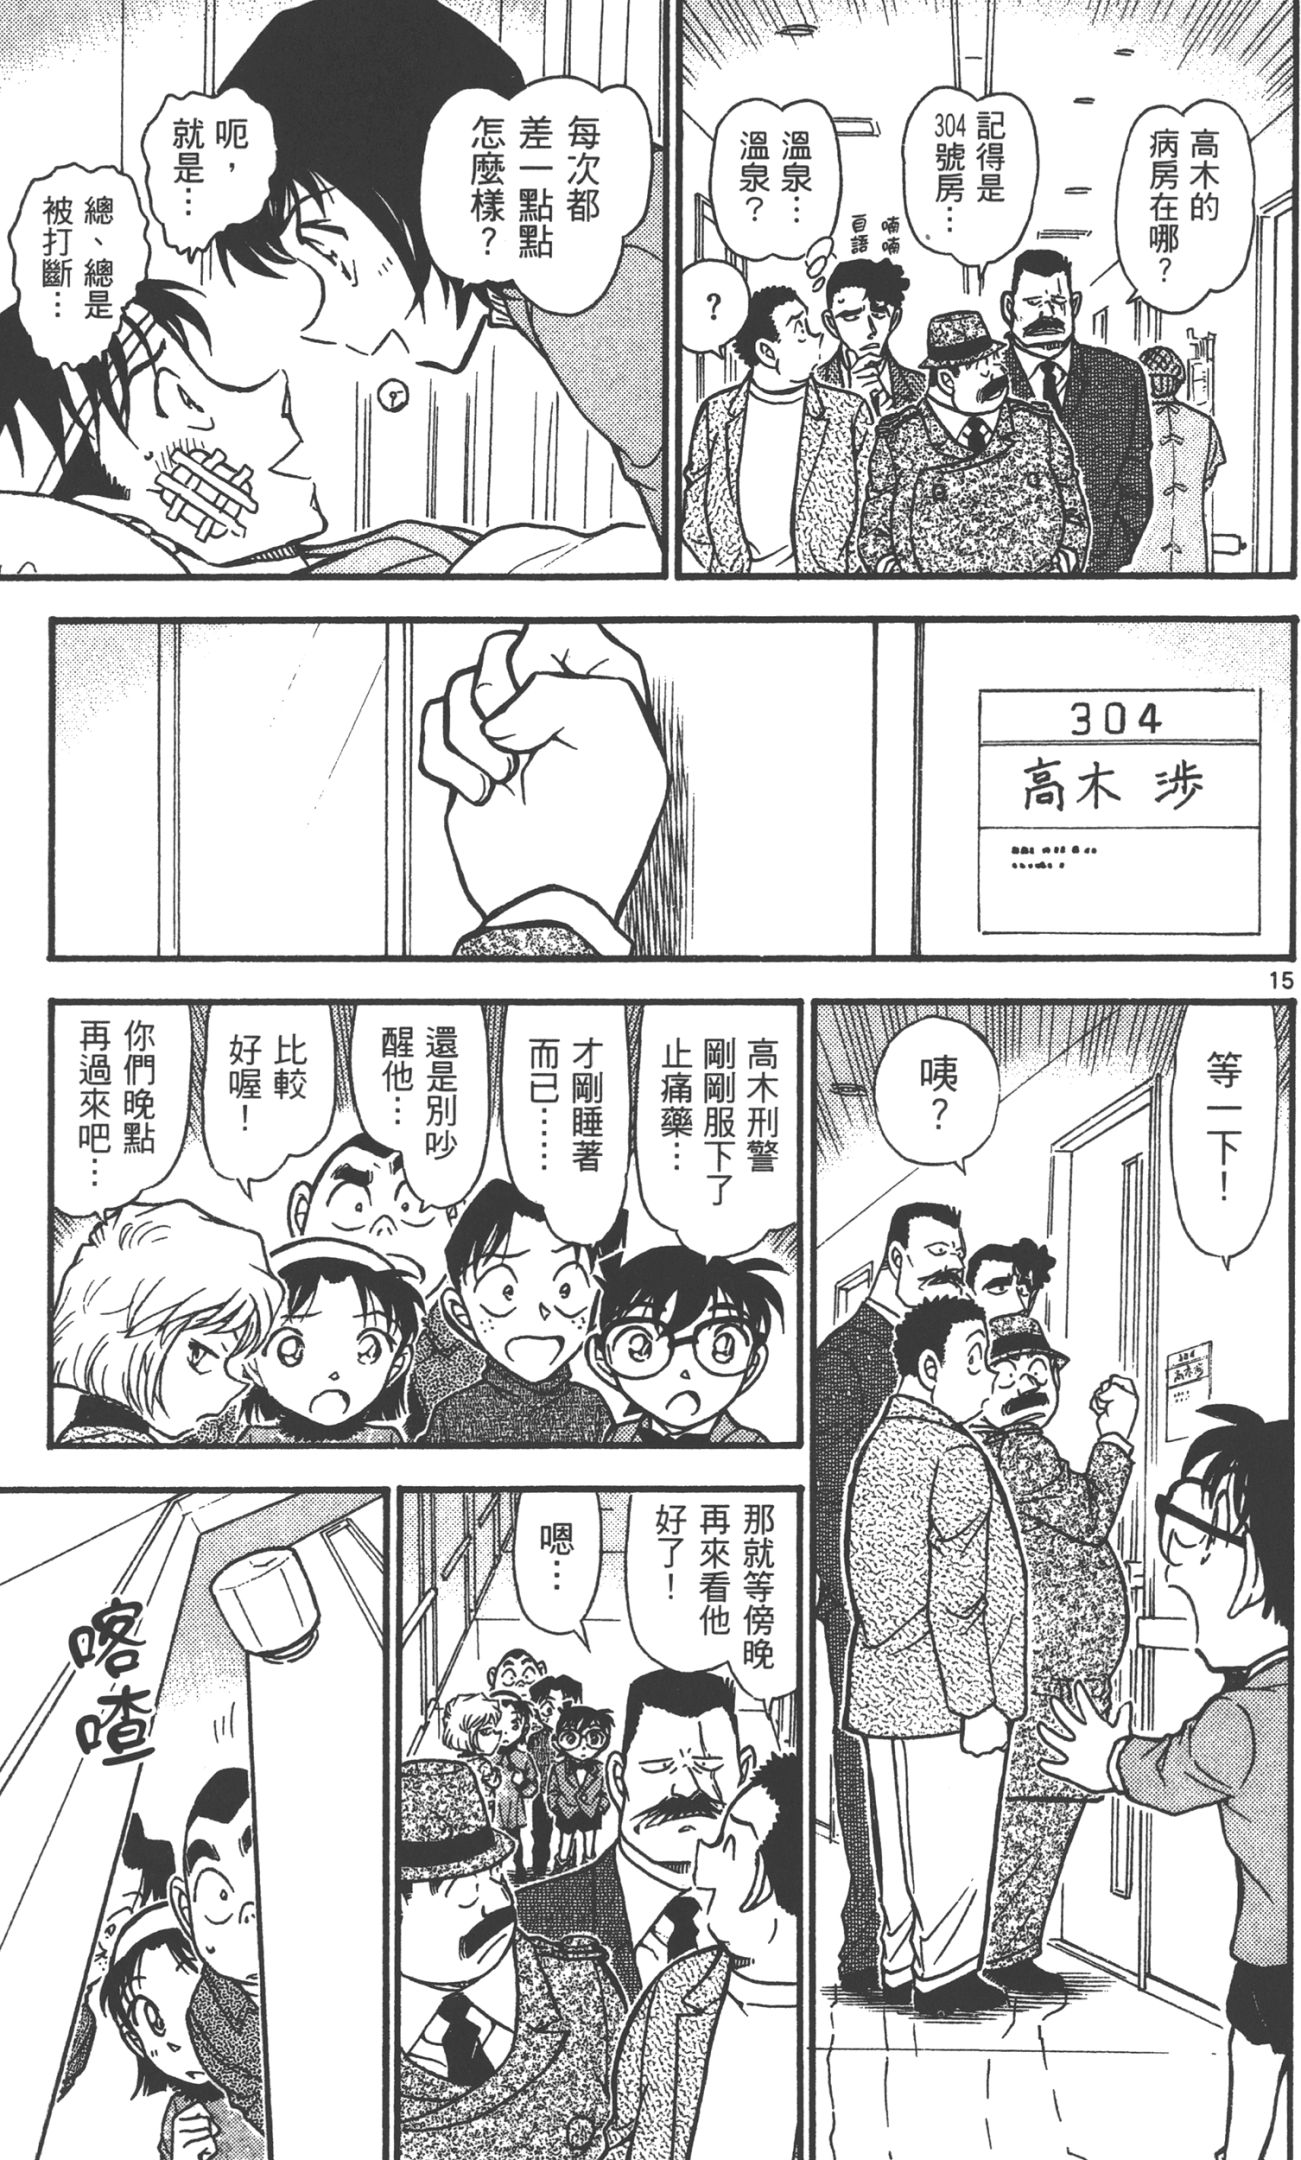 高木的
病房在哪？
記得是
304號房…
溫泉…
溫泉？
喃喃
自語
？
每次都
差一點點
怎麼樣？
呃，
就是…
總、總是
被打斷…
304
高木 渉
15
等一下！
咦？
304
高木渉
高木刑警
剛剛服下了
止痛藥…
才剛睡著
而已……
還是別吵
醒他…
比較
好喔！
你們晚點
再過來吧…
那就等傍晚
再來看他
好了！
嗯…
喀喳